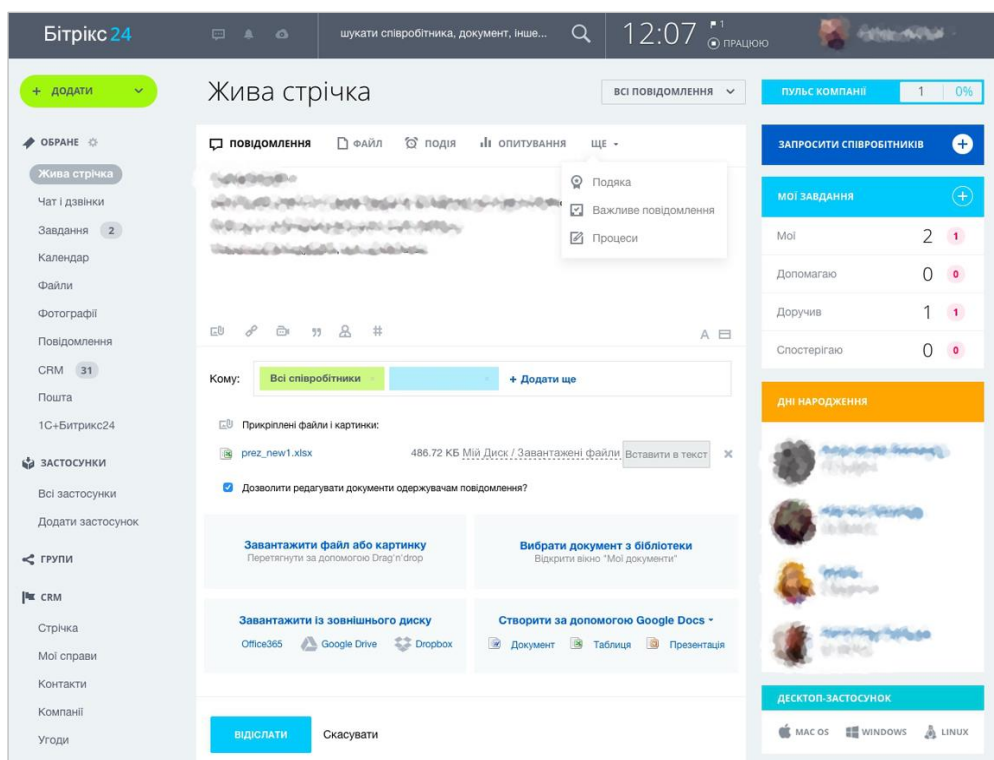 Бітрікс 24
шукати співробітника, документ, інше...
12:07
1
ПРАЦЮЮ
+ ДОДАТИ
ОБРАНЕ
Жива стрічка
Чат і дзвінки
Завдання 2
Календар
Файли
Фотографії
Повідомлення
CRM 31
Пошта
1С+Битрикс24
ЗАСТОСУНКИ
Всі застосунки
Додати застосунок
ГРУПИ
CRM
Стрічка
Мої справи
Контакти
Компанії
Угоди
Жива стрічка
ВСІ ПОВІДОМЛЕННЯ
ПОВІДОМЛЕННЯ ФАЙЛ ПОДІЯ ОПИТУВАННЯ ЩЕ
Подяка
Важливе повідомлення
Процеси
Кому: Всі співробітники + Додати ще
Прикріплені файли і картинки:
prez_new1.xlsx 486.72 КБ Мій Диск / Завантажені файли Вставити в текст
Дозволити редагувати документи одержувачам повідомлення?
Завантажити файл або картинку
Перетягнути за допомогою Drag'n'drop
Вибрати документ з бібліотеки
Відкрити вікно "Мої документи"
Завантажити із зовнішнього диску
Office365 Google Drive Dropbox
Створити за допомогою Google Docs
Документ Таблиця Презентація
ВІДІСЛАТИ Скасувати
ПУЛЬС КОМПАНІЇ 1 0%
ЗАПРОСИТИ СПІВРОБІТНИКІВ
МОЇ ЗАВДАННЯ
Мої 2 1
Допомагаю 0 0
Доручив 1 1
Спостерігаю 0 0
ДНІ НАРОДЖЕННЯ
ДЕСКТОП-ЗАСТОСУНОК
MAC OS WINDOWS LINUX